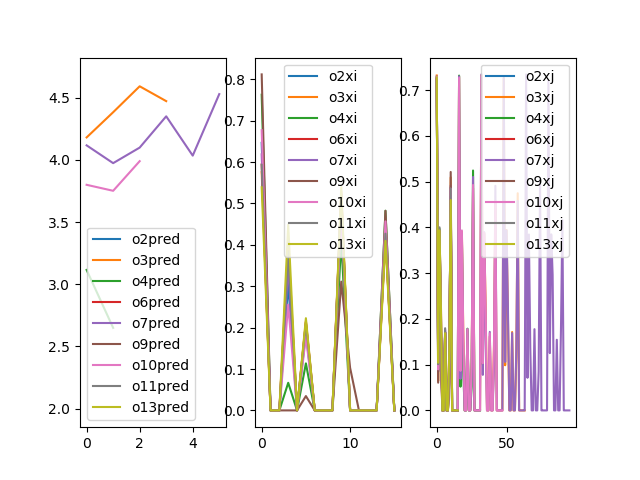 4.5
4.0
3.5
3.0
2.5
2.0
0
2
4
o2pred
o3pred
o4pred
o6pred
o7pred
o9pred
o10pred
o11pred
o13pred
0.8
0.7
0.6
0.5
0.4
0.3
0.2
0.1
0.0
0
10
o2xi
o3xi
o4xi
o6xi
o7xi
o9xi
o10xi
o11xi
o13xi
0.7
0.6
0.5
0.4
0.3
0.2
0.1
0.0
0
50
o2xj
o3xj
o4xj
o6xj
o7xj
o9xj
o10xj
o11xj
o13xj